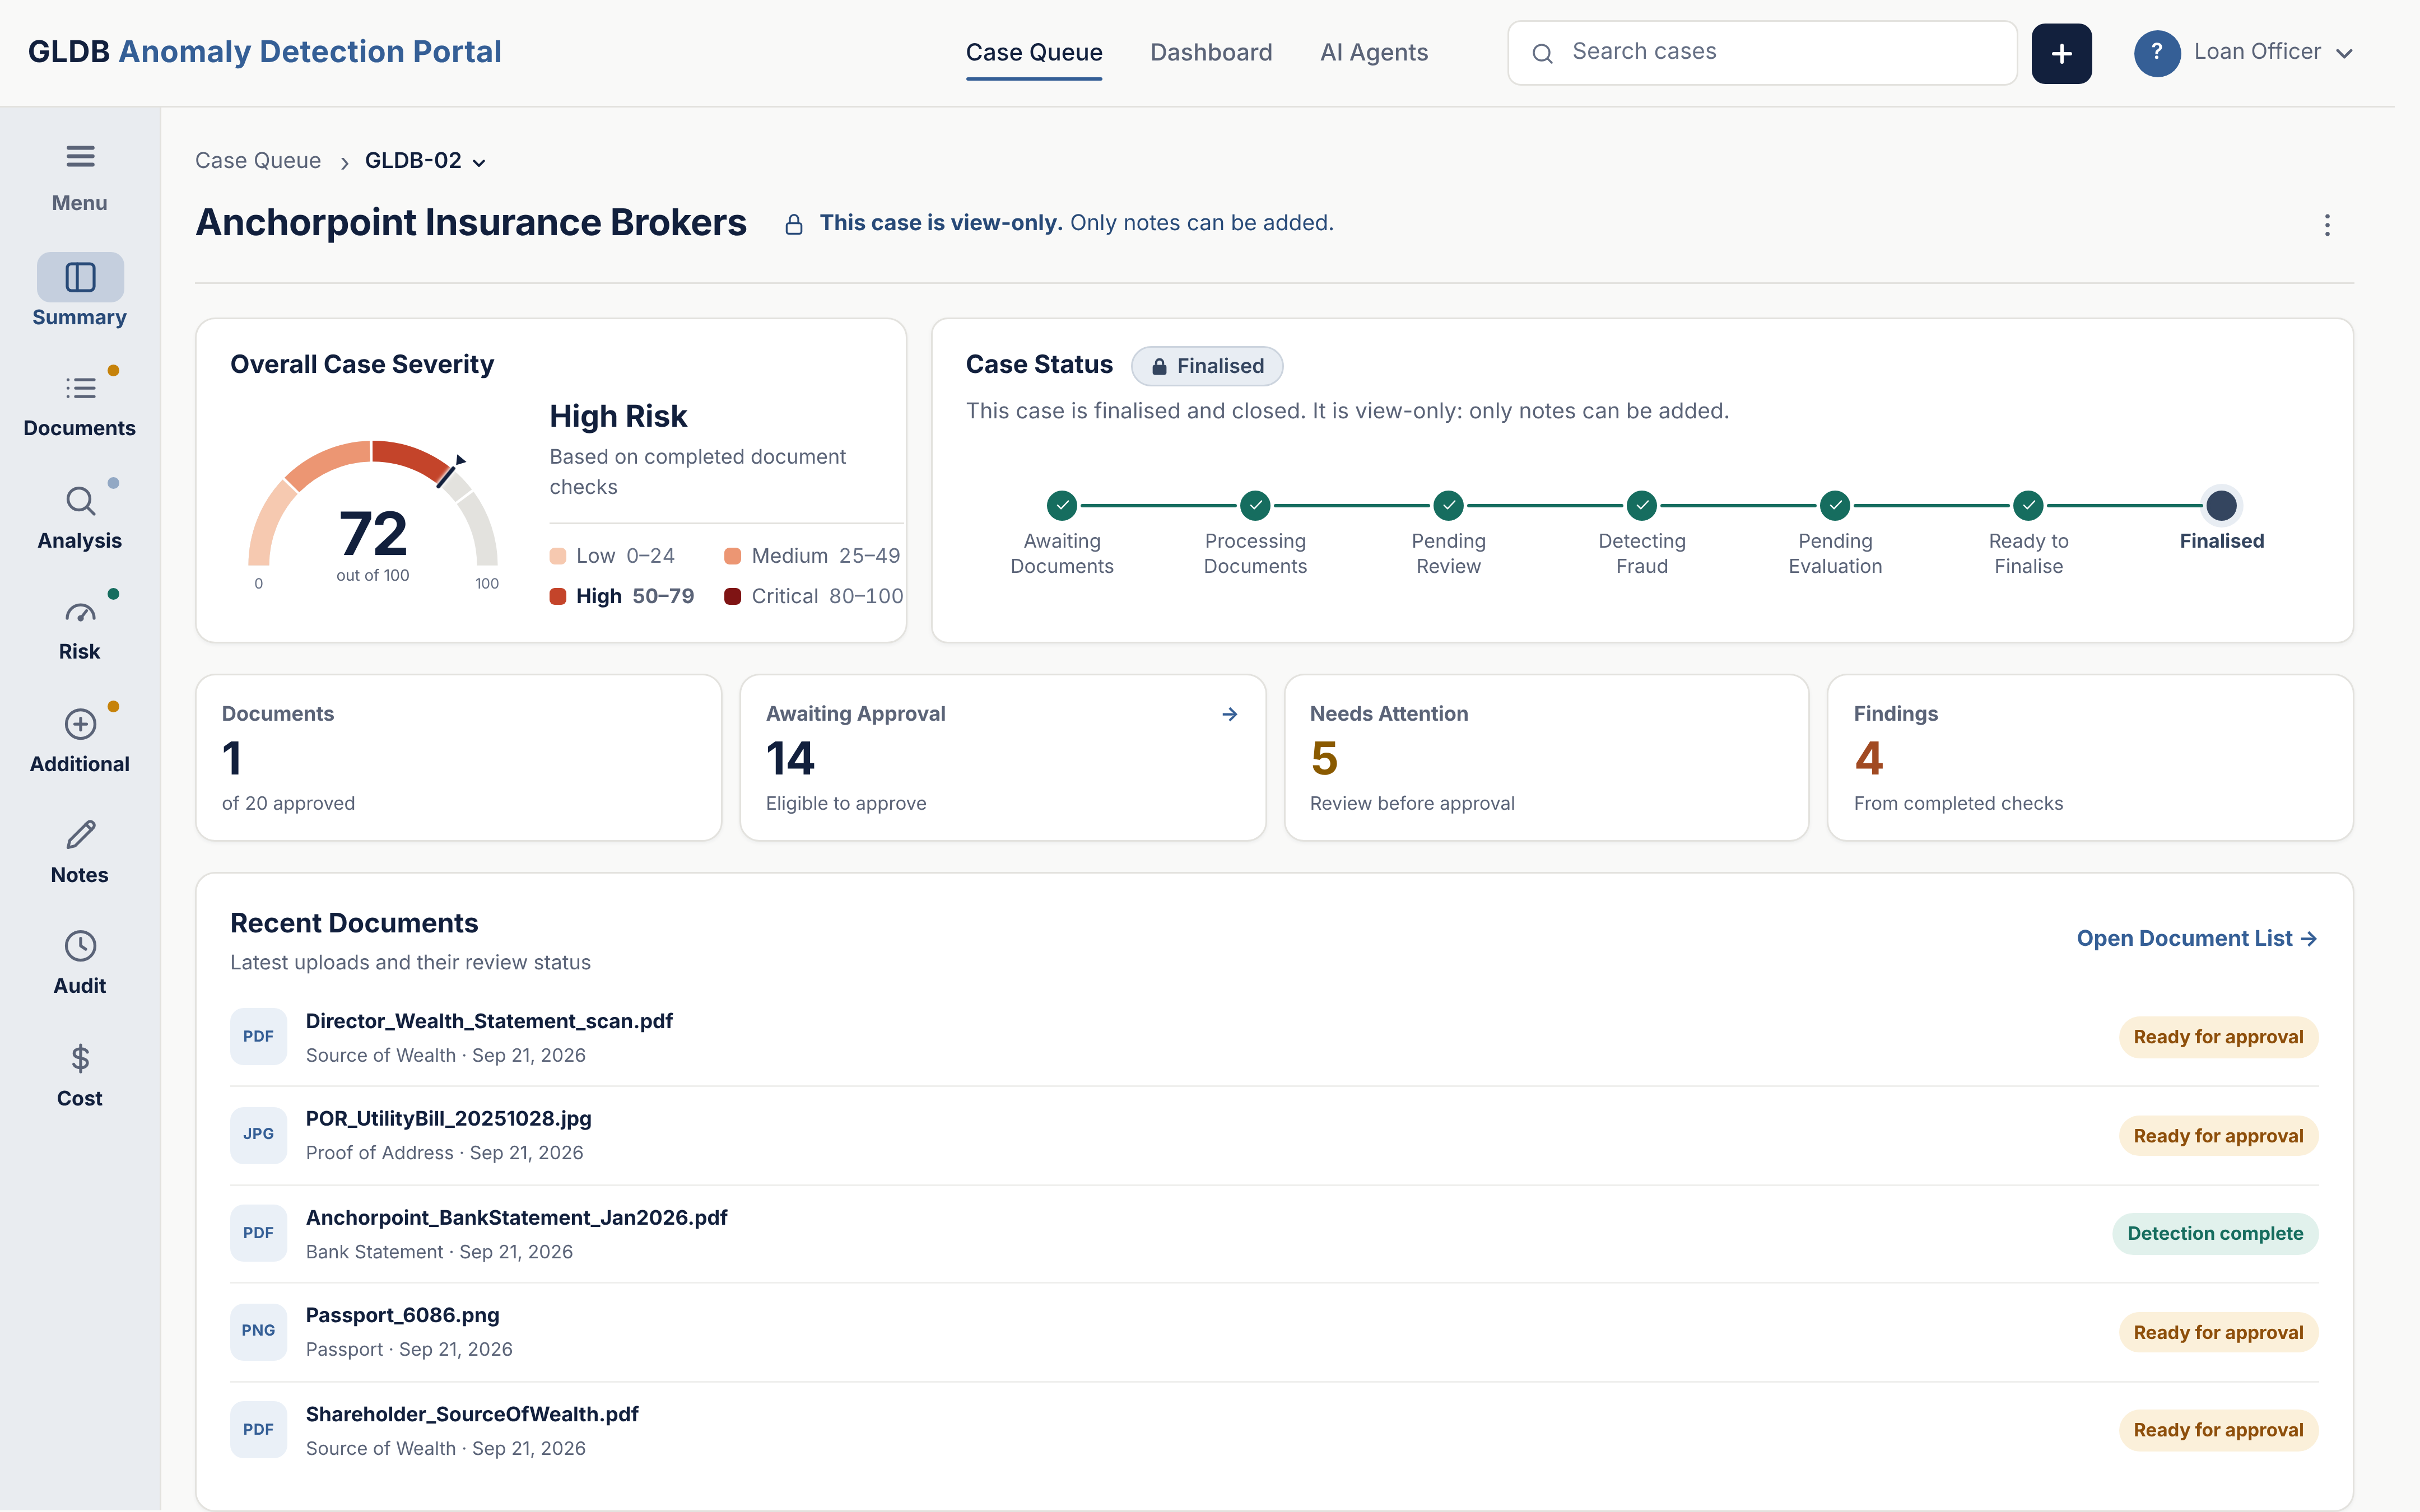 GLDB Anomaly Detection Portal
Case Queue
Dashboard
AI Agents
Search cases
+
?
Loan Officer
Menu
Summary
Documents
Analysis
Risk
Additional
Notes
Audit
$
Cost
Case Queue › GLDB-02
Anchorpoint Insurance Brokers
This case is view-only. Only notes can be added.
Overall Case Severity
72
out of 100
0
100
High Risk
Based on completed document
checks
Low 0–24
Medium 25–49
High 50–79
Critical 80–100
Case Status
Finalised
This case is finalised and closed. It is view-only: only notes can be added.
Awaiting
Documents
Processing
Documents
Pending
Review
Detecting
Fraud
Pending
Evaluation
Ready to
Finalise
Finalised
Documents
1
of 20 approved
Awaiting Approval →
14
Eligible to approve
Needs Attention
5
Review before approval
Findings
4
From completed checks
Recent Documents
Latest uploads and their review status
Open Document List →
PDF
Director_Wealth_Statement_scan.pdf
Source of Wealth · Sep 21, 2026
Ready for approval
JPG
POR_UtilityBill_20251028.jpg
Proof of Address · Sep 21, 2026
Ready for approval
PDF
Anchorpoint_BankStatement_Jan2026.pdf
Bank Statement · Sep 21, 2026
Detection complete
PNG
Passport_6086.png
Passport · Sep 21, 2026
Ready for approval
PDF
Shareholder_SourceOfWealth.pdf
Source of Wealth · Sep 21, 2026
Ready for approval